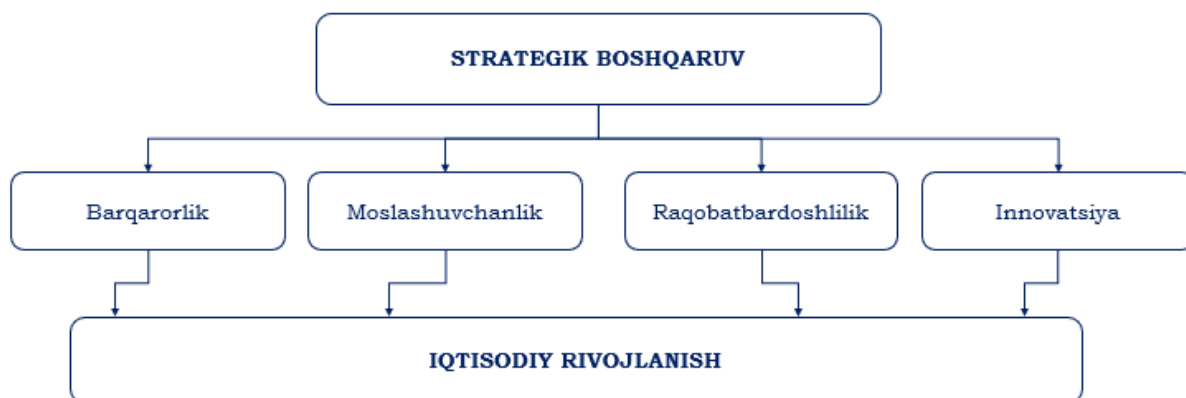 STRATEGIK BOSHQARUV
Barqarorlik
Moslashuvchanlik
Raqobatbardoshlilik
Innovatsiya
IQTISODIY RIVOJLANISH